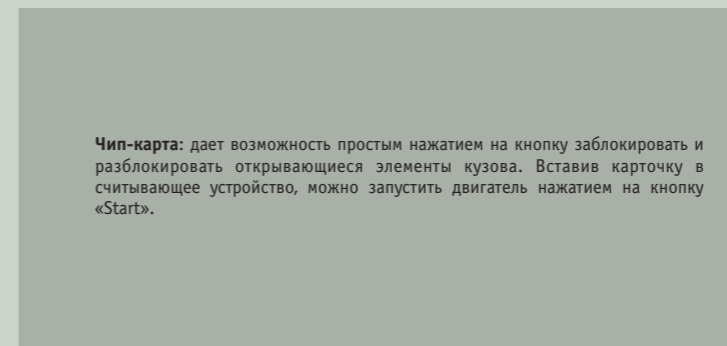 Чип-карта: дает возможность простым нажатием на кнопку заблокировать и
разблокировать открывающиеся элементы кузова. Вставив карточку в
считывающее устройство, можно запустить двигатель нажатием на кнопку
«Start».